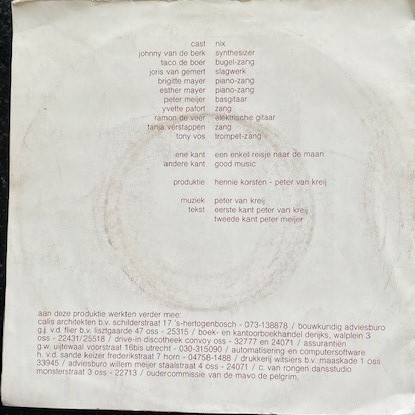 cast nix
johnny van de berk synthesizer
taco de boer bugel-zang
joris van gemert slagwerk
brigitte mayer piano-zang
esther mayer piano-zang
peter meijer basgitaar
yvette pafort zang
ramon de veer elektrische gitaar
tanja verstappen zang
tony vos trompet-zang
ene kant een enkel reisje naar de maan
andere kant good music
produktie hennie korsten - peter van kreij
muziek peter van kreij
tekst eerste kant peter van kreij
tweede kant peter meijer
aan deze produktie werkten verder mee:
calis architekten b.v. schilderstraat 17 's-hertogenbosch - 073-138878 / bouwkundig adviesburo
g.j. v.d. flier b.v. lisztgaarde 47 oss - 25315 / boek- en kantoorboekhandel derijks, walplein 3
oss - 22431/25518 / drive-in discotheek convoy oss - 32777 en 24071 / assurantiën
g.w. uijtewaal voorstraat 16bis utrecht - 030-315090 / automatisering en computersoftware
h. v.d. sande keizer frederikstraat 7 horn - 04758-1488 / drukkerij witsiers b.v. maaskade 1 oss
33945 / adviesburo willem meijer staalstraat 4 oss - 24071 / c. van rongen dansstudio
monsterstraat 3 oss - 22713 / oudercommissie van de mavo de pelgrim.